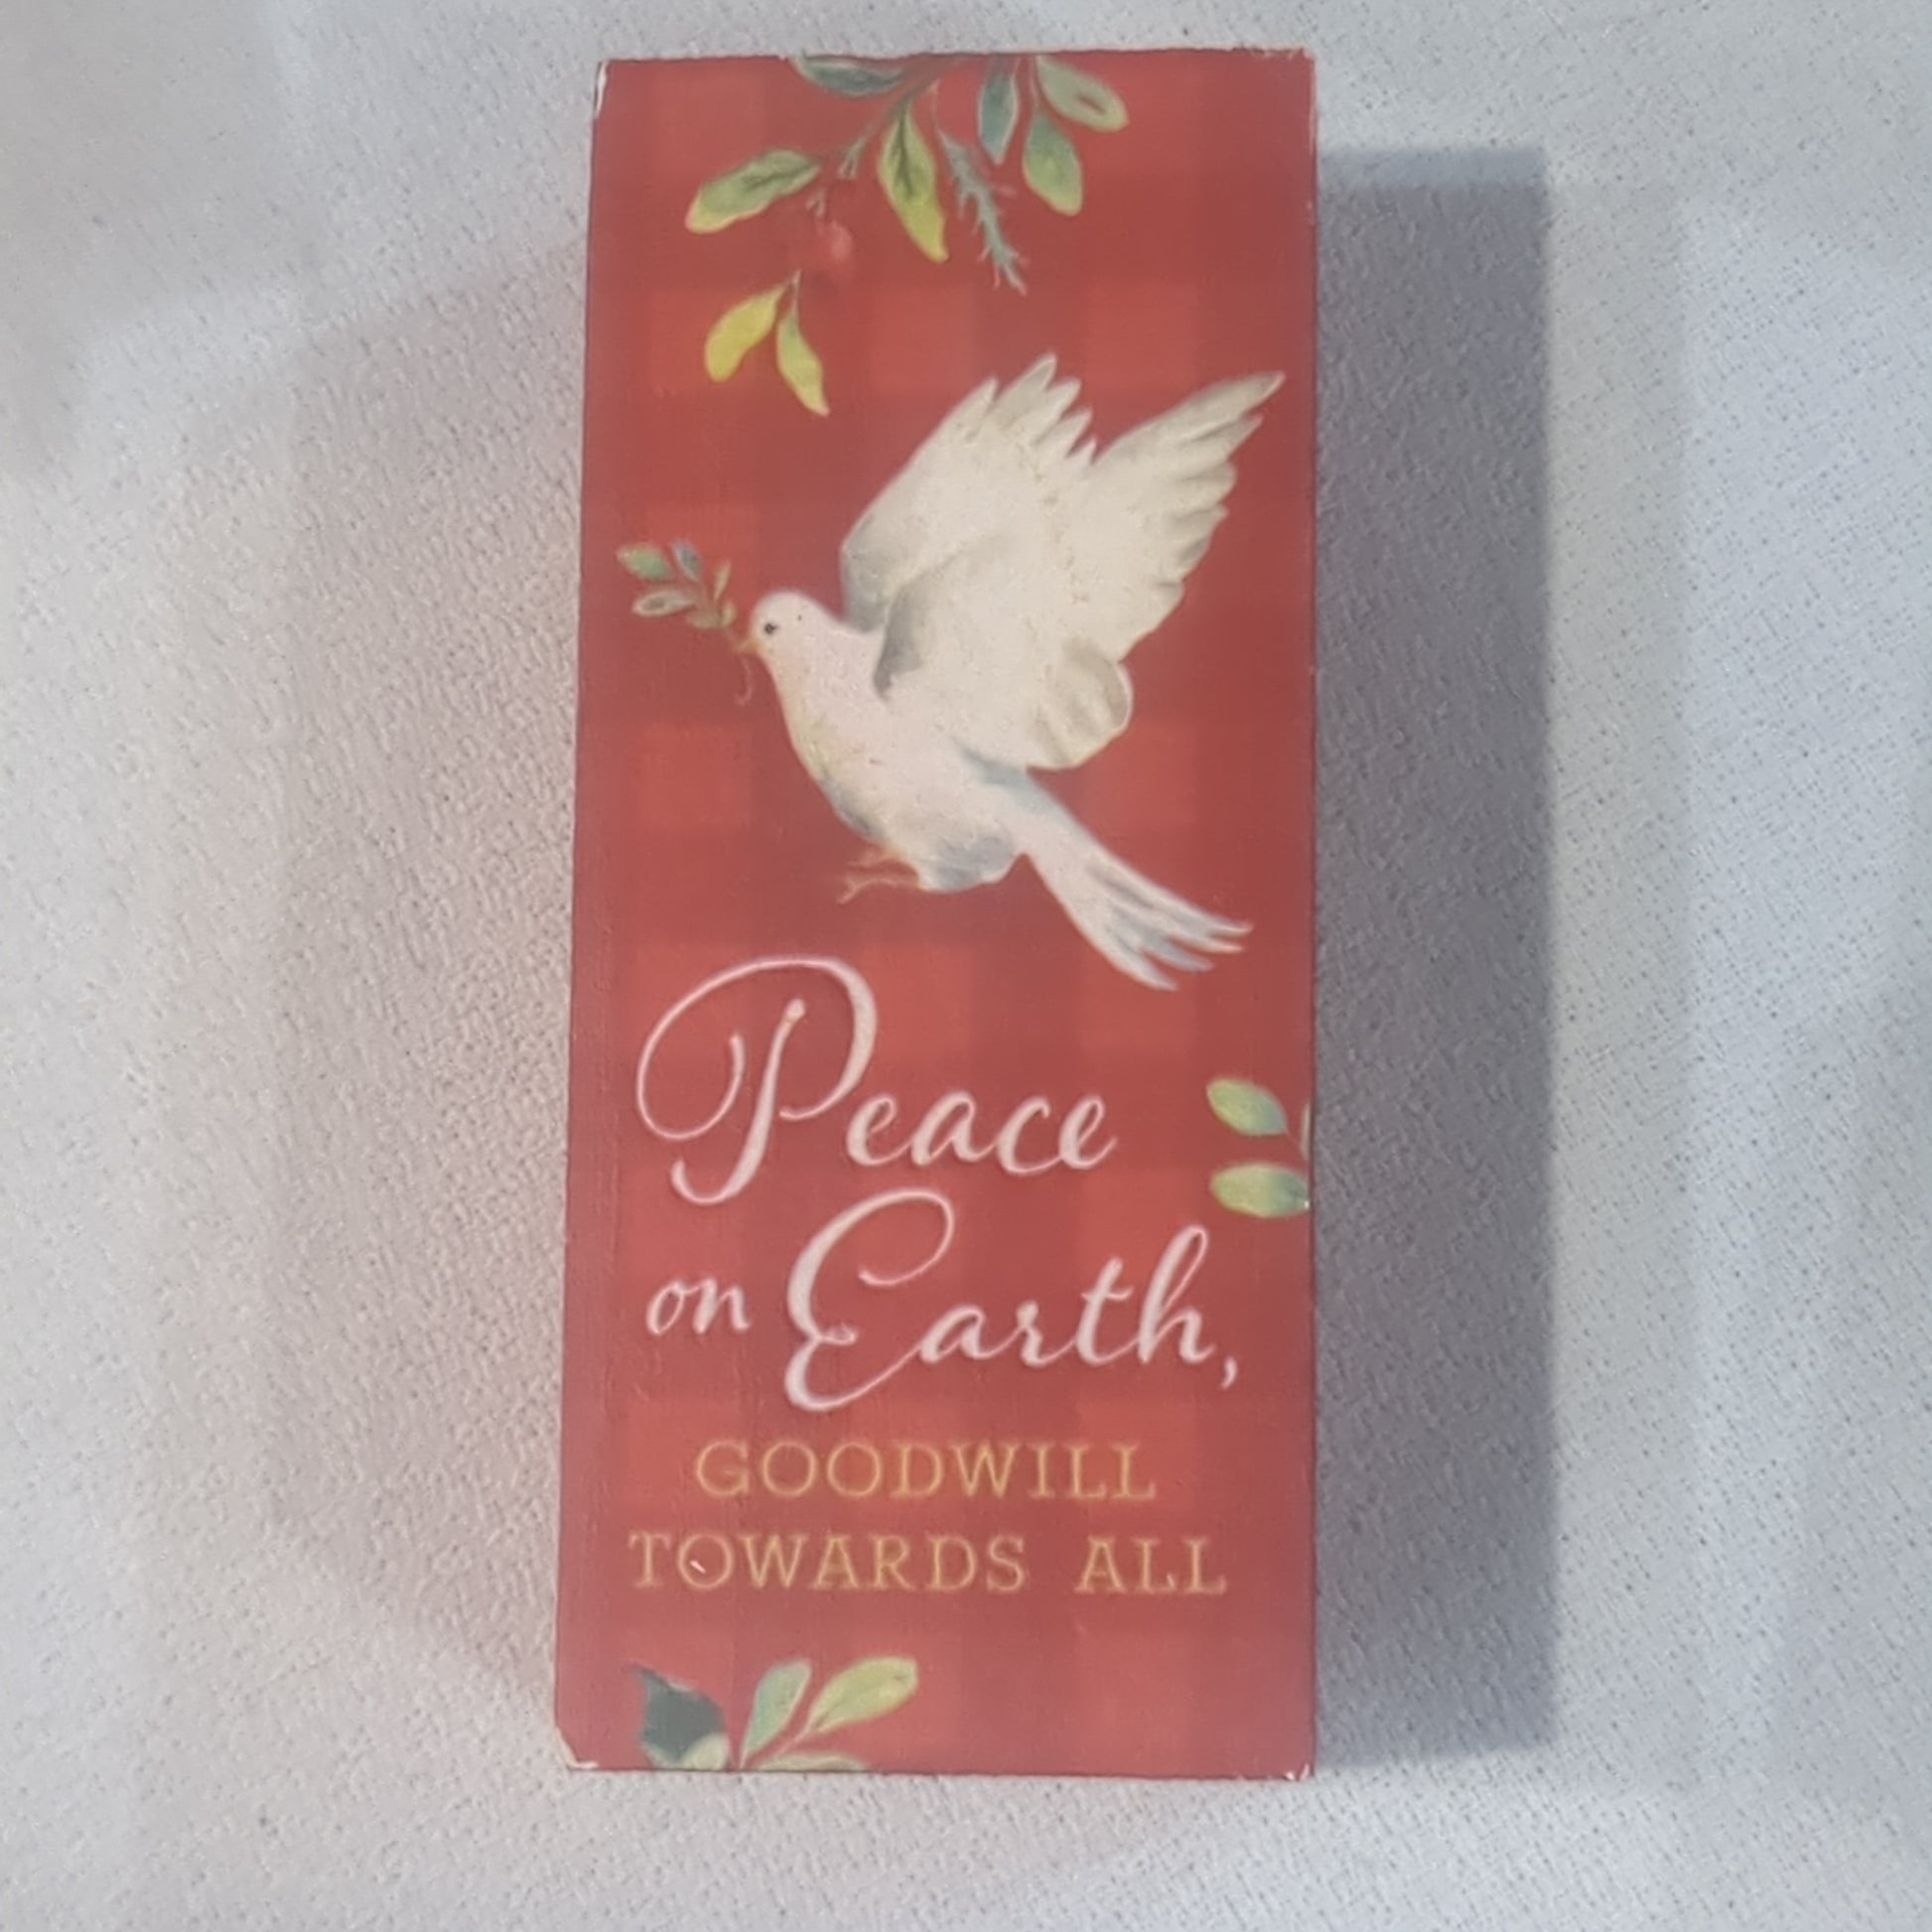 Peace
on Earth,
GOODWILL
TOWARDS ALL